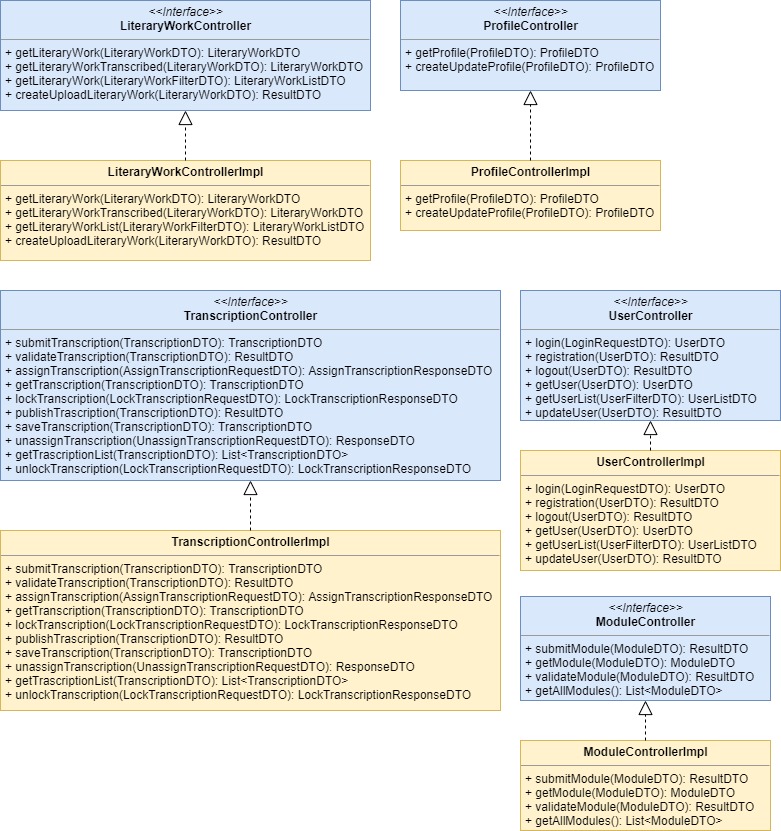 <<Interface>>
LiteraryWorkController
+ getLiteraryWork(LiteraryWorkDTO): LiteraryWorkDTO
+ getLiteraryWorkTranscribed(LiteraryWorkDTO): LiteraryWorkDTO
+ getLiteraryWork(LiteraryWorkFilterDTO): LiteraryWorkListDTO
+ createUploadLiteraryWork(LiteraryWorkDTO): ResultDTO
LiteraryWorkControllerImpl
+ getLiteraryWork(LiteraryWorkDTO): LiteraryWorkDTO
+ getLiteraryWorkTranscribed(LiteraryWorkDTO): LiteraryWorkDTO
+ getLiteraryWorkList(LiteraryWorkFilterDTO): LiteraryWorkListDTO
+ createUploadLiteraryWork(LiteraryWorkDTO): ResultDTO
<<Interface>>
ProfileController
+ getProfile(ProfileDTO): ProfileDTO
+ createUpdateProfile(ProfileDTO): ProfileDTO
ProfileControllerImpl
+ getProfile(ProfileDTO): ProfileDTO
+ createUpdateProfile(ProfileDTO): ProfileDTO
<<Interface>>
TranscriptionController
+ submitTranscription(TranscriptionDTO): TranscriptionDTO
+ validateTranscription(TranscriptionDTO): ResultDTO
+ assignTranscription(AssignTranscriptionRequestDTO): AssignTranscriptionResponseDTO
+ getTranscription(TranscriptionDTO): TranscriptionDTO
+ lockTranscription(LockTranscriptionRequestDTO): LockTranscriptionResponseDTO
+ publishTrascription(TranscriptionDTO): ResultDTO
+ saveTranscription(TranscriptionDTO): TranscriptionDTO
+ unassignTranscription(UnassignTranscriptionRequestDTO): ResponseDTO
+ getTrascriptionList(TranscriptionDTO): List<TranscriptionDTO>
+ unlockTranscription(LockTranscriptionRequestDTO): LockTranscriptionResponseDTO
TranscriptionControllerImpl
+ submitTranscription(TranscriptionDTO): TranscriptionDTO
+ validateTranscription(TranscriptionDTO): ResultDTO
+ assignTranscription(AssignTranscriptionRequestDTO): AssignTranscriptionResponseDTO
+ getTranscription(TranscriptionDTO): TranscriptionDTO
+ lockTranscription(LockTranscriptionRequestDTO): LockTranscriptionResponseDTO
+ publishTrascription(TranscriptionDTO): ResultDTO
+ saveTranscription(TranscriptionDTO): TranscriptionDTO
+ unassignTranscription(UnassignTranscriptionRequestDTO): ResponseDTO
+ getTrascriptionList(TranscriptionDTO): List<TranscriptionDTO>
+ unlockTranscription(LockTranscriptionRequestDTO): LockTranscriptionResponseDTO
<<Interface>>
UserController
+ login(LoginRequestDTO): UserDTO
+ registration(UserDTO): ResultDTO
+ logout(UserDTO): ResultDTO
+ getUser(UserDTO): UserDTO
+ getUserList(UserFilterDTO): UserListDTO
+ updateUser(UserDTO): ResultDTO
UserControllerImpl
+ login(LoginRequestDTO): UserDTO
+ registration(UserDTO): ResultDTO
+ logout(UserDTO): ResultDTO
+ getUser(UserDTO): UserDTO
+ getUserList(UserFilterDTO): UserListDTO
+ updateUser(UserDTO): ResultDTO
<<Interface>>
ModuleController
+ submitModule(ModuleDTO): ResultDTO
+ getModule(ModuleDTO): ModuleDTO
+ validateModule(ModuleDTO): ResultDTO
+ getAllModules(): List<ModuleDTO>
ModuleControllerImpl
+ submitModule(ModuleDTO): ResultDTO
+ getModule(ModuleDTO): ModuleDTO
+ validateModule(ModuleDTO): ResultDTO
+ getAllModules(): List<ModuleDTO>